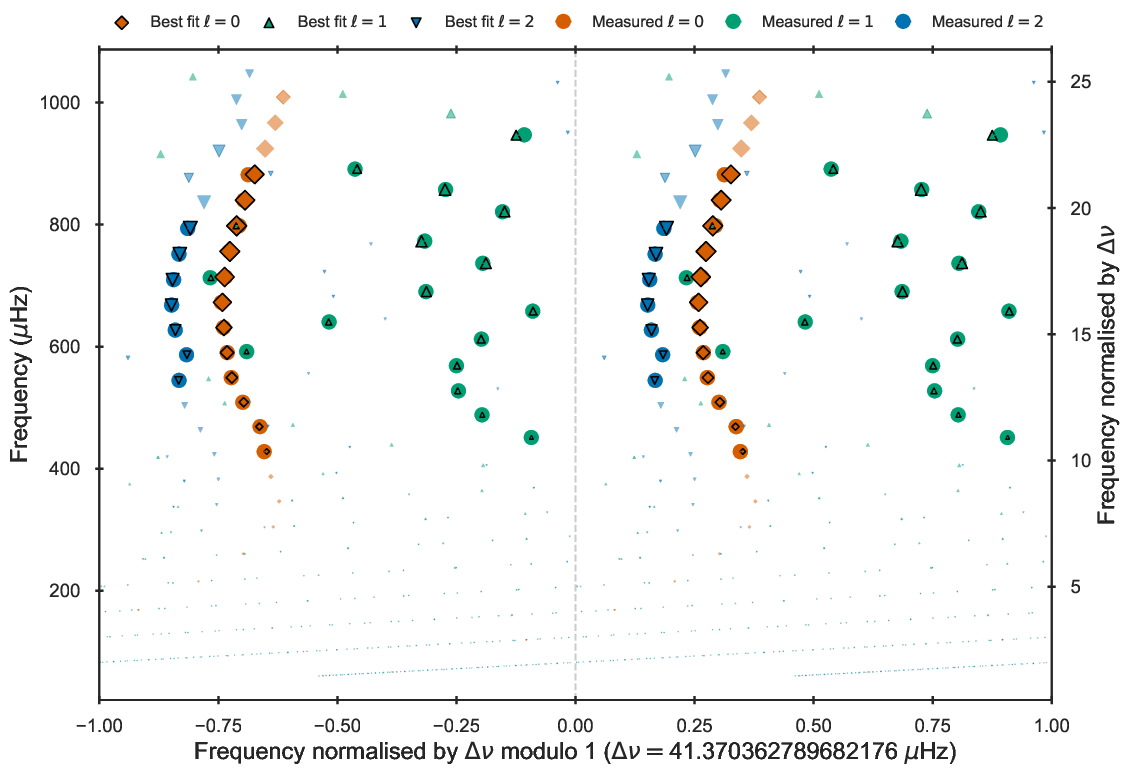 Best fit ℓ = 0 Best fit ℓ = 1 Best fit ℓ = 2 Measured ℓ = 0 Measured ℓ = 1 Measured ℓ = 2
1000
800
600
400
200
Frequency (μHz)
25
20
15
10
5
Frequency normalised by Δν
−1.00 −0.75 −0.50 −0.25 0.00 0.25 0.50 0.75 1.00
Frequency normalised by Δν modulo 1 (Δν = 41.370362789682176 μHz)